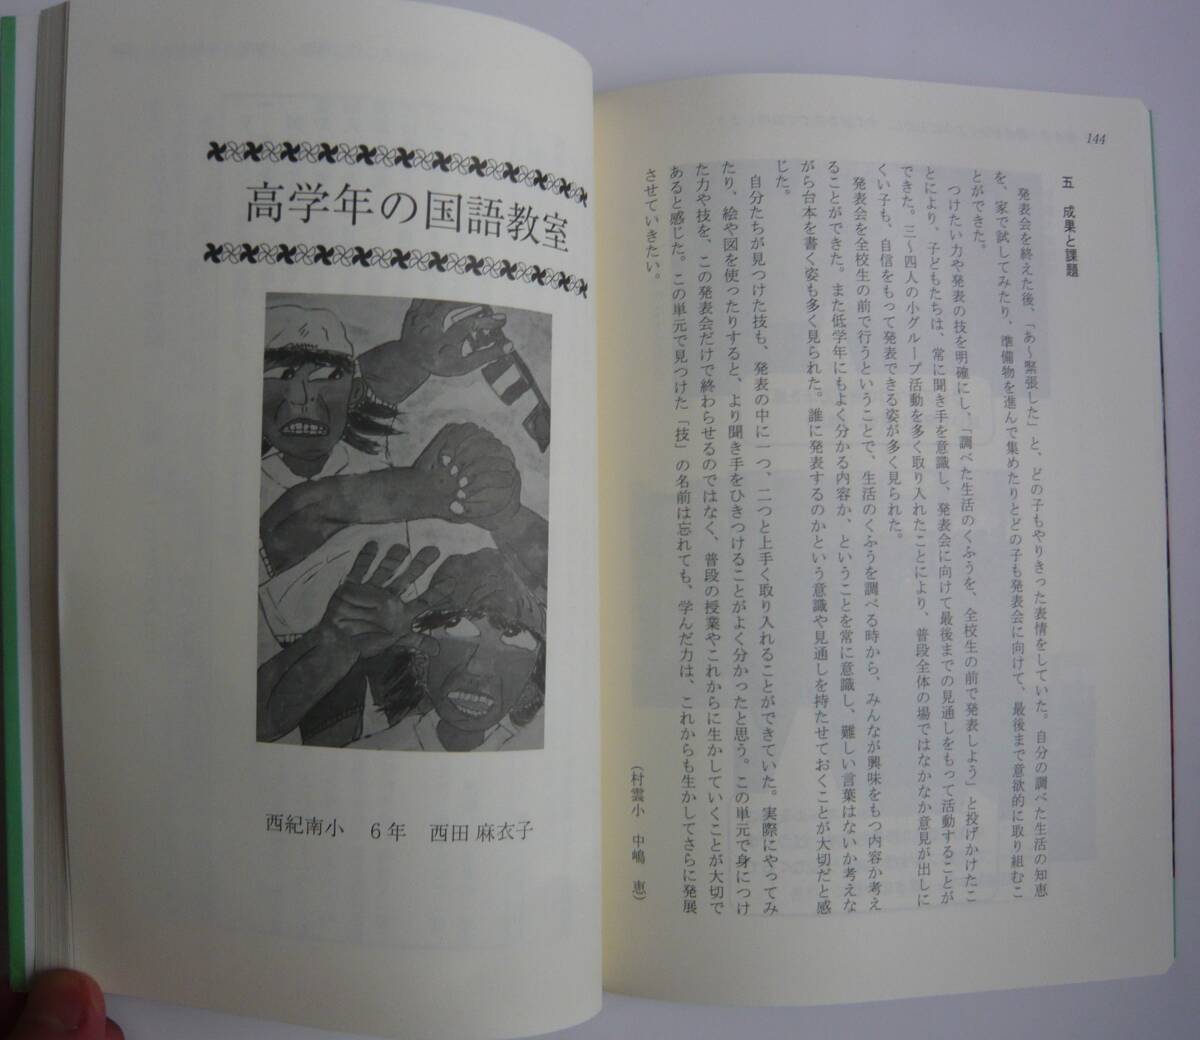 144
五　成果と課題
　発表会を終えた後、「あ～緊張した」と、どの子もやりきった表情をしていた。自分の調べた生活の知恵
を、家で試してみたり、準備物を進んで集めたりとどの子も発表会に向けて、最後まで意欲的に取り組むこ
とができた。
　つけたい力や発表の技を明確にし、「調べた生活のくふうを、全校生の前で発表しよう」と投げかけたこ
とにより、子どもたちは、常に聞き手を意識し、発表会に向けて最後までの見通しをもって活動することが
できた。三～四人の小グループ活動を多く取り入れたことにより、普段全体の場ではなかなか意見が出しに
くい子も、自信をもって発表できる姿が多く見られた。
　発表会を全校生の前で行うということで、生活のくふうを調べる時から、みんなが興味をもつ内容か考え
ることができた。また低学年にもよく分かる内容か、ということを常に意識し、難しい言葉はないか考えな
がら台本を書く姿も多く見られた。誰に発表するのかという意識や見通しを持たせておくことが大切だと感
じた。
　自分たちが見つけた技も、発表の中に一つ、二つと上手く取り入れることができていた。実際にやってみ
たり、絵や図を使ったりすると、より聞き手をひきつけることがよく分かったと思う。この単元で身につけ
た力や技を、この発表会だけで終わらせるのではなく、普段の授業やこれからに生かしていくことが大切で
あると感じた。この単元で見つけた「技」の名前は忘れても、学んだ力は、これからも生かしてさらに発展
させていきたい。
（村雲小　中嶋　恵）
高学年の国語教室
西紀南小　６年　西田 麻衣子